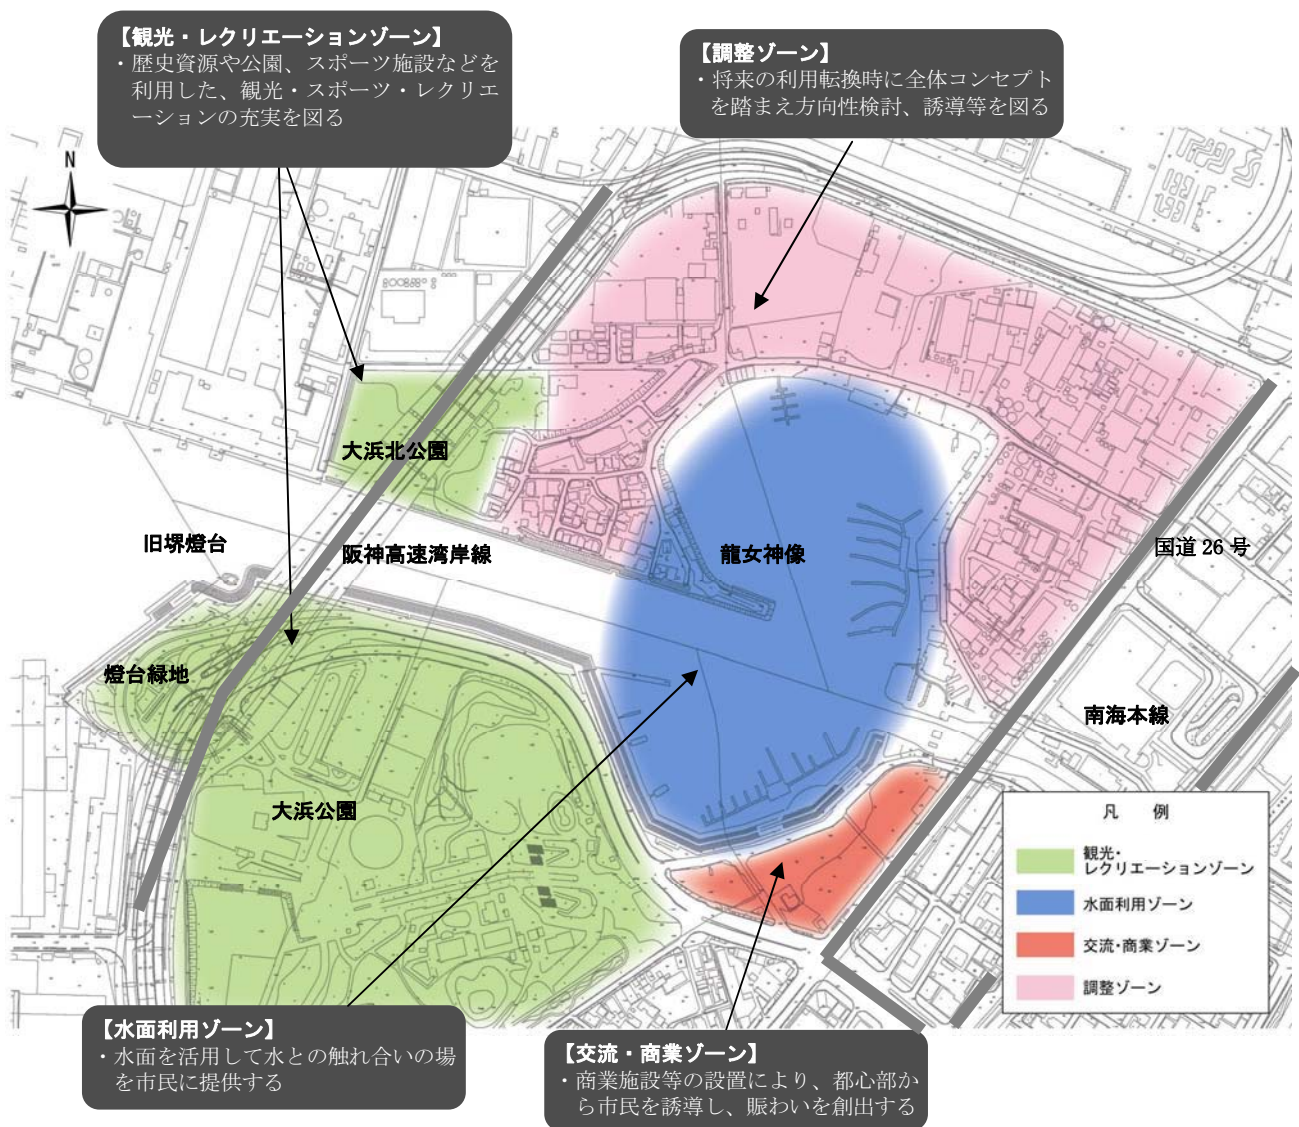 【観光・レクリエーションゾーン】
・歴史資源や公園、スポーツ施設などを
利用した、観光・スポーツ・レクリエ
ーションの充実を図る
【調整ゾーン】
・将来の利用転換時に全体コンセプト
を踏まえ方向性検討、誘導等を図る
N
大浜北公園
旧堺燈台
阪神高速湾岸線
龍女神像
国道 26 号
燈台緑地
南海本線
大浜公園
凡 例
観光・
レクリエーションゾーン
水面利用ゾーン
交流・商業ゾーン
調整ゾーン
【水面利用ゾーン】
・水面を活用して水との触れ合いの場
を市民に提供する
【交流・商業ゾーン】
・商業施設等の設置により、都心部か
ら市民を誘導し、賑わいを創出する